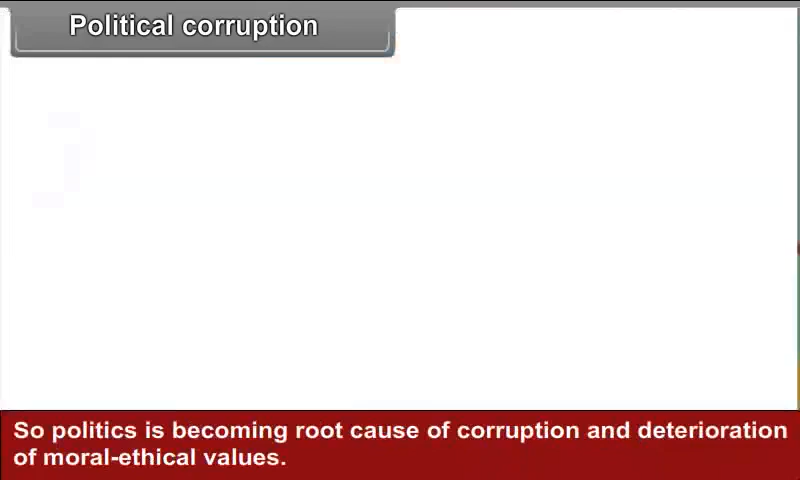 Political corruption
So politics is becoming root cause of corruption and deterioration
of moral-ethical values.